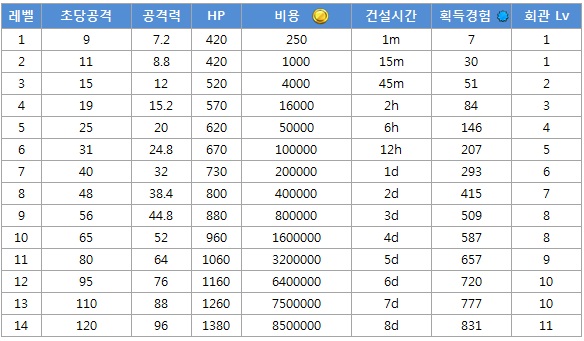 레벨 초당공격 공격력 HP 비용 건설시간 획득경험 회관 Lv
1 9 7.2 420 250 1m 7 1
2 11 8.8 420 1000 15m 30 1
3 15 12 520 4000 45m 51 2
4 19 15.2 570 16000 2h 84 3
5 25 20 620 50000 6h 146 4
6 31 24.8 670 100000 12h 207 5
7 40 32 730 200000 1d 293 6
8 48 38.4 800 400000 2d 415 7
9 56 44.8 880 800000 3d 509 8
10 65 52 960 1600000 4d 587 8
11 80 64 1060 3200000 5d 657 9
12 95 76 1160 6400000 6d 720 10
13 110 88 1260 7500000 7d 777 10
14 120 96 1380 8500000 8d 831 11